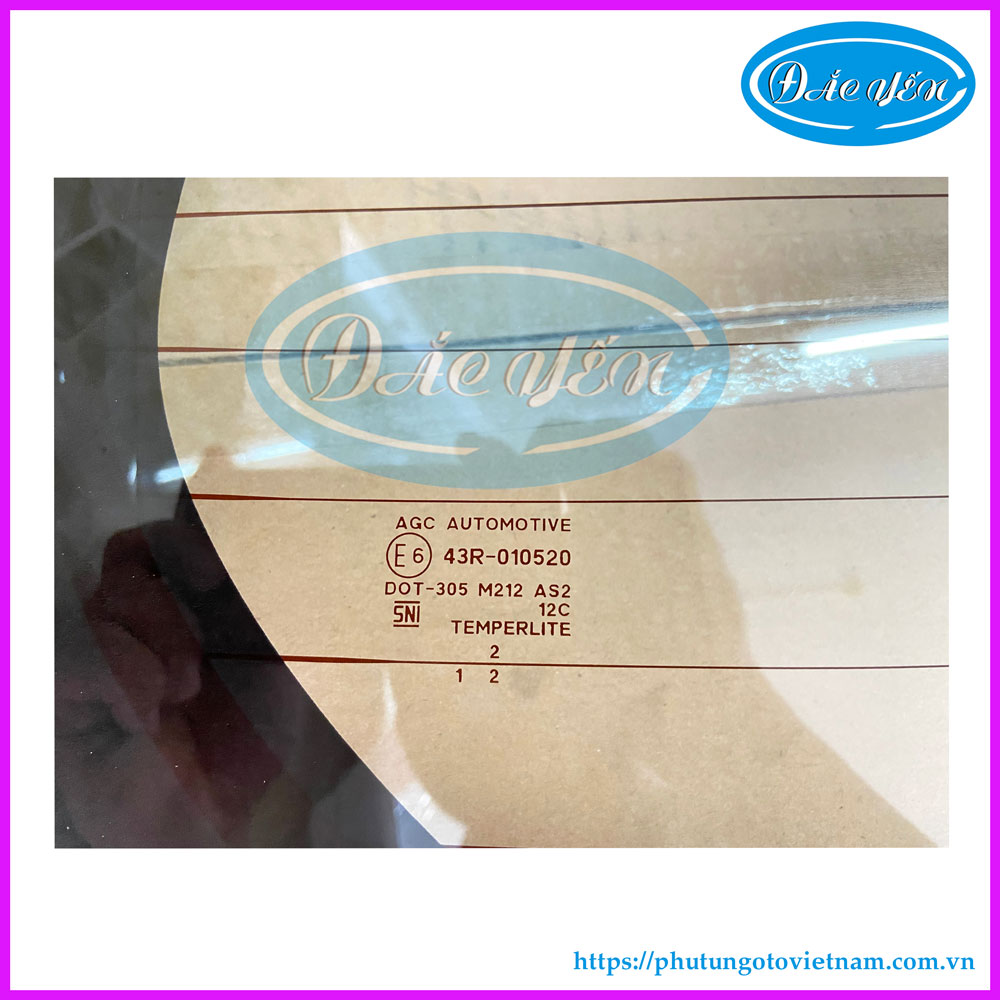 ĐẮC YẾN
ĐẮC YẾN
AGC AUTOMOTIVE
E6 43R-010520
DOT-305 M212 AS2
SNI 12C
TEMPERLITE
2
1 2
https://phutungotovietnam.com.vn